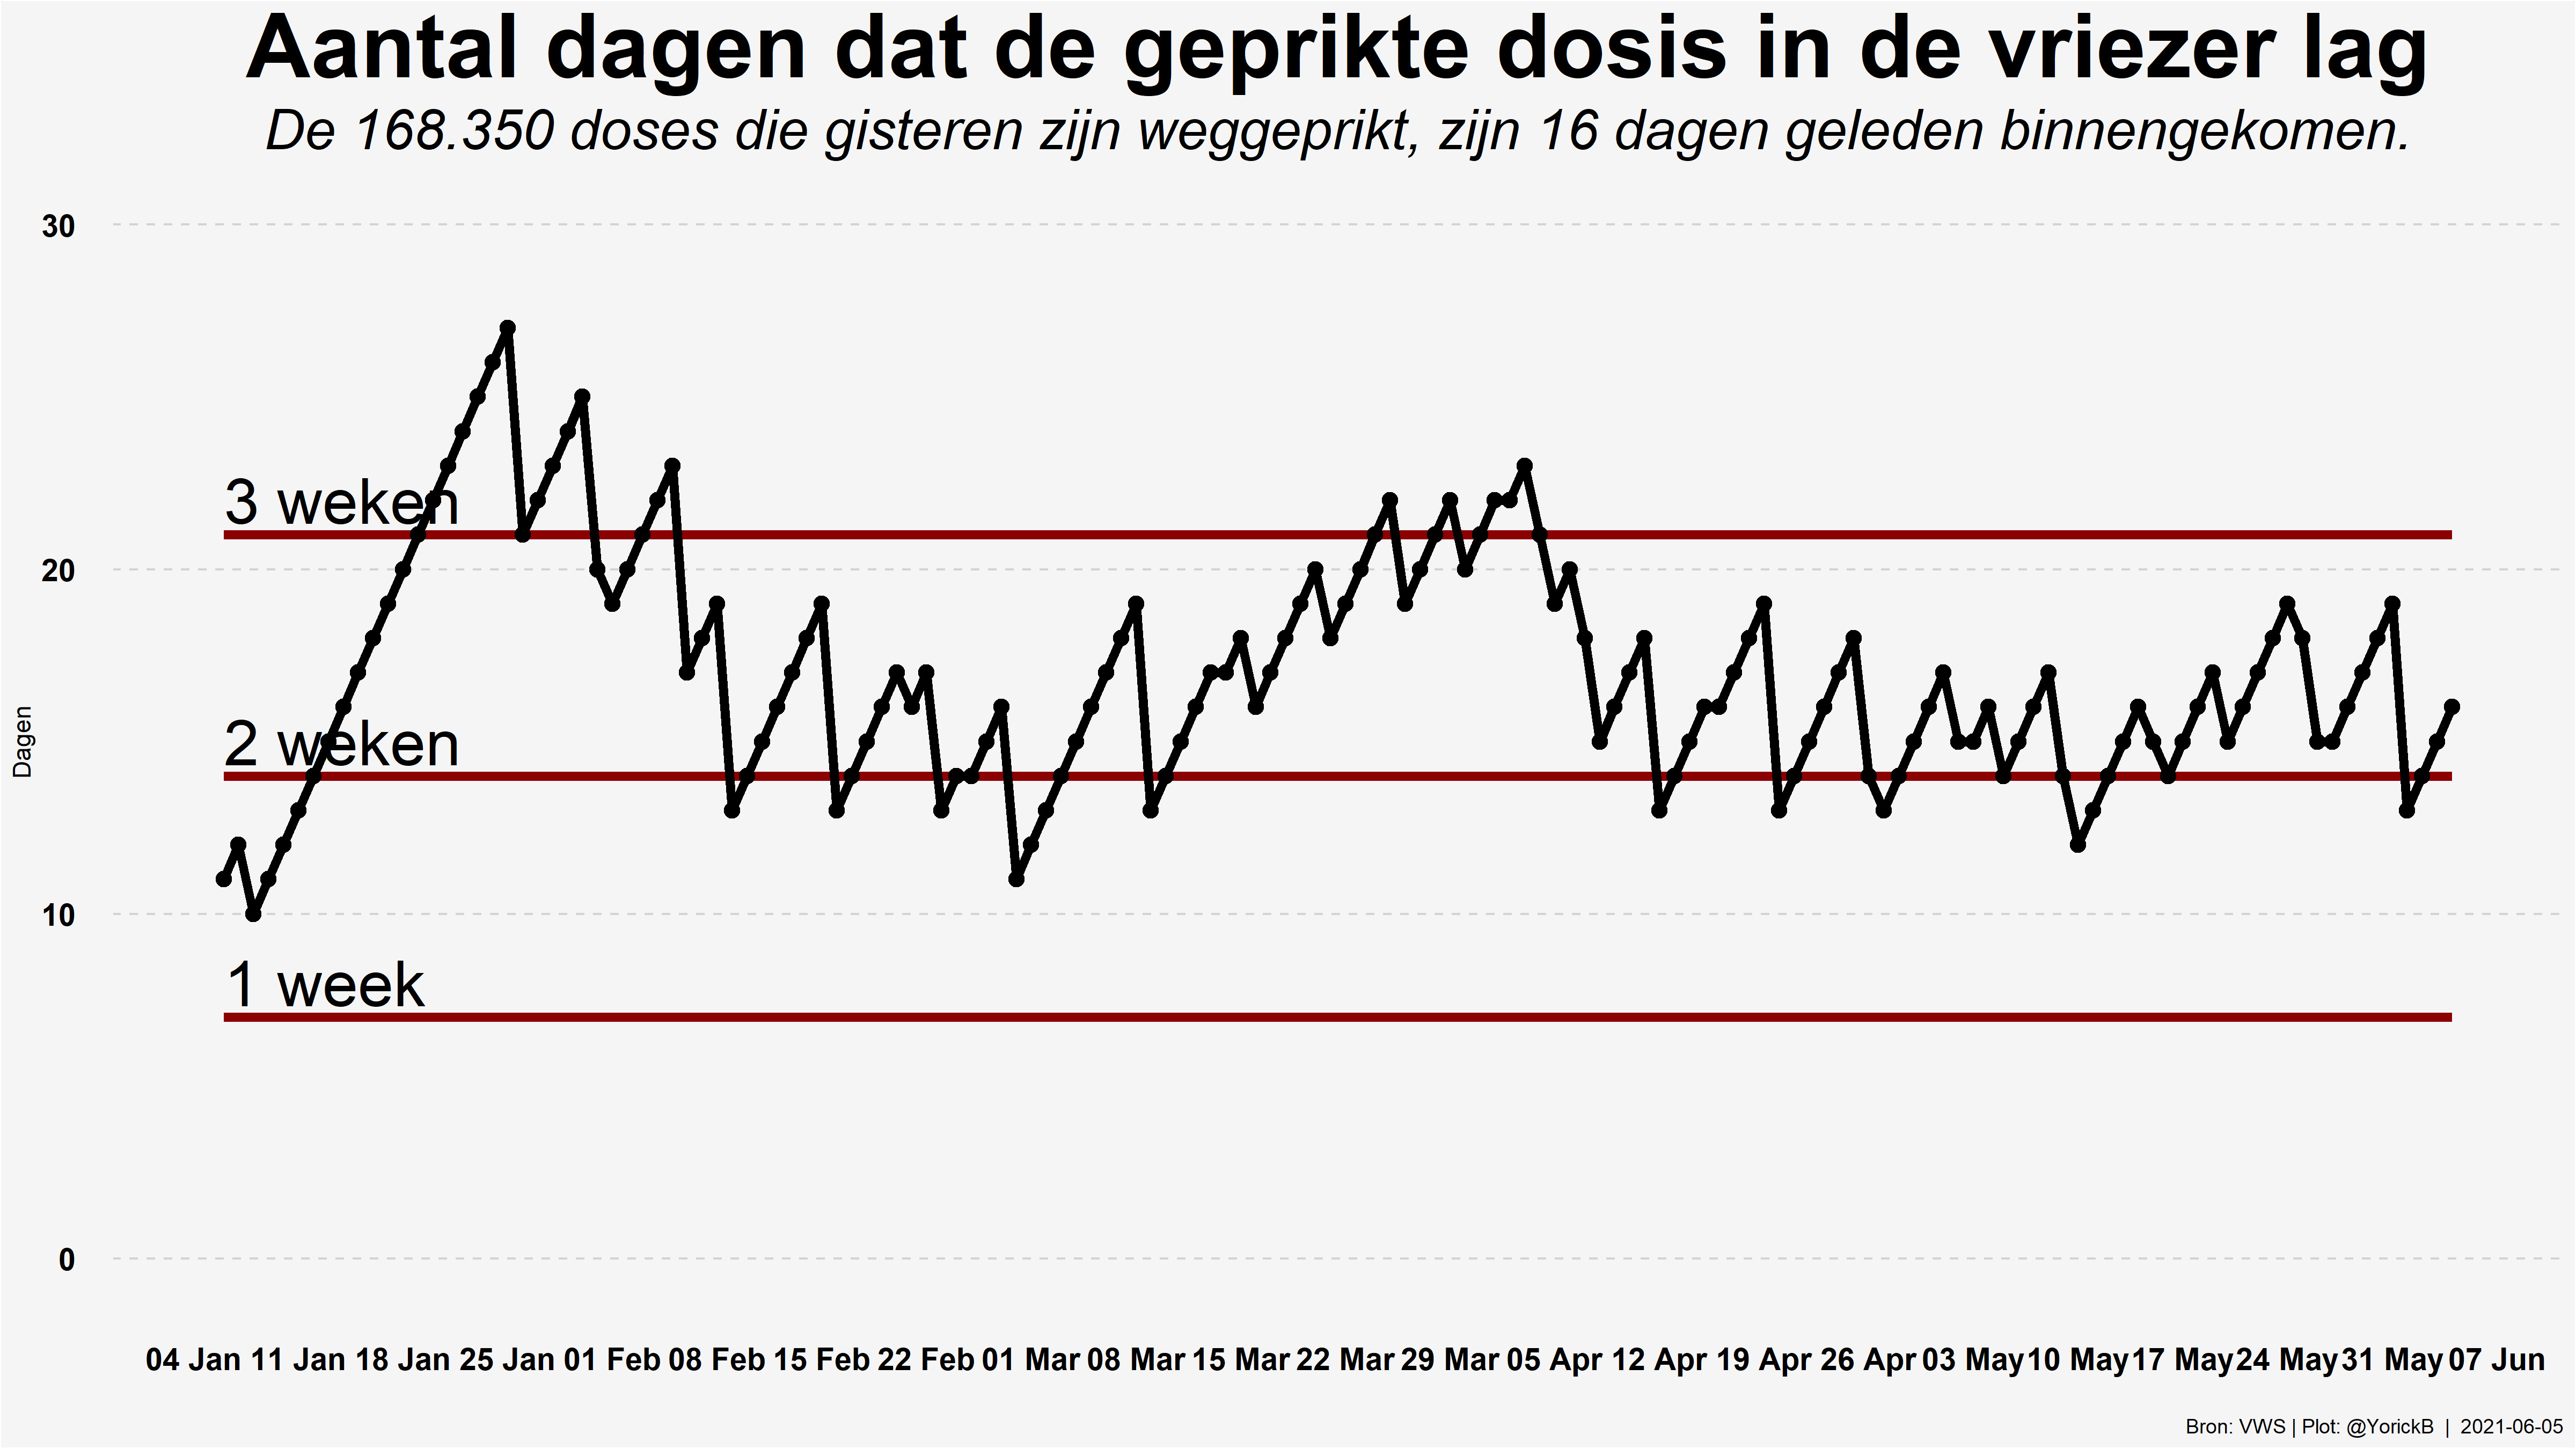 Aantal dagen dat de geprikte dosis in de vriezer lag
De 168.350 doses die gisteren zijn weggeprikt, zijn 16 dagen geleden binnengekomen.
30
3 weken
20
2 weken
Dagen
10
1 week
0
04 Jan 11 Jan 18 Jan 25 Jan 01 Feb 08 Feb 15 Feb 22 Feb 01 Mar 08 Mar 15 Mar 22 Mar 29 Mar 05 Apr 12 Apr 19 Apr 26 Apr 03 May 10 May 17 May 24 May 31 May 07 Jun
Bron: VWS | Plot: @YorickB | 2021-06-05